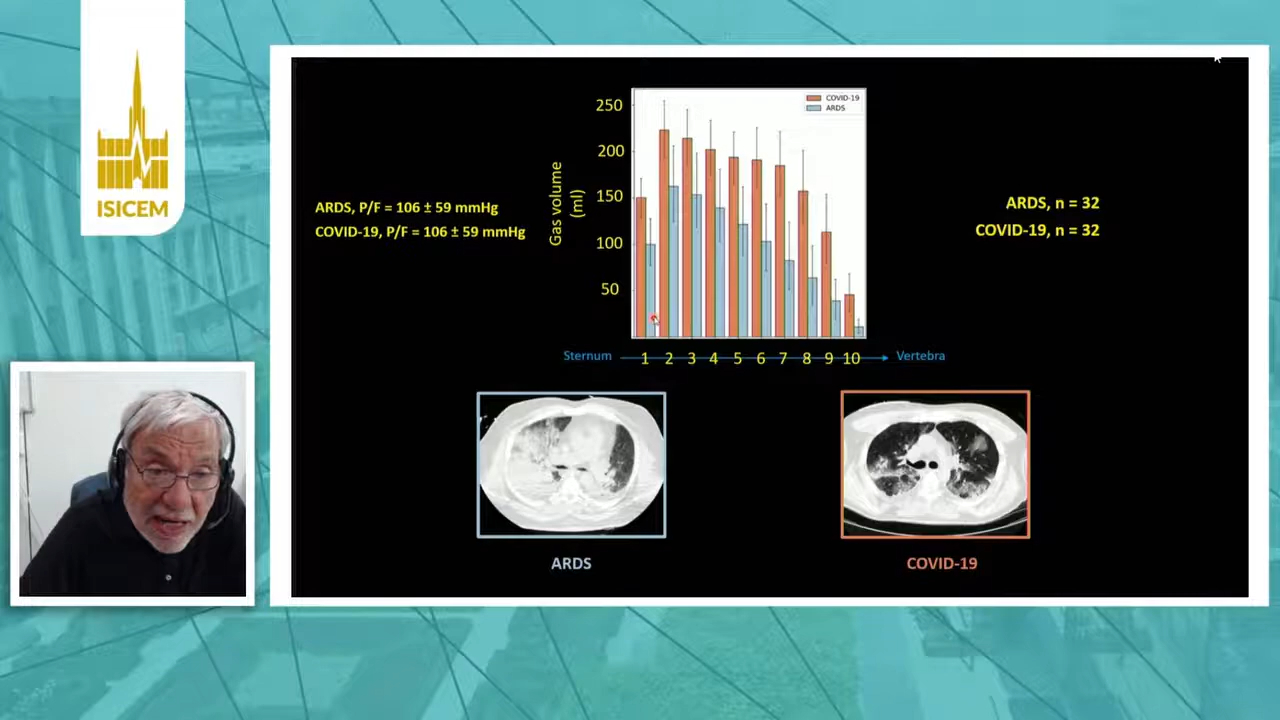 ISICEM
ARDS, P/F = 106 ± 59 mmHg
COVID-19, P/F = 106 ± 59 mmHg
Gas volume
(ml)
250
200
150
100
50
COVID-19
ARDS
ARDS, n = 32
COVID-19, n = 32
Sternum 1 2 3 4 5 6 7 8 9 10 Vertebra
ARDS
COVID-19